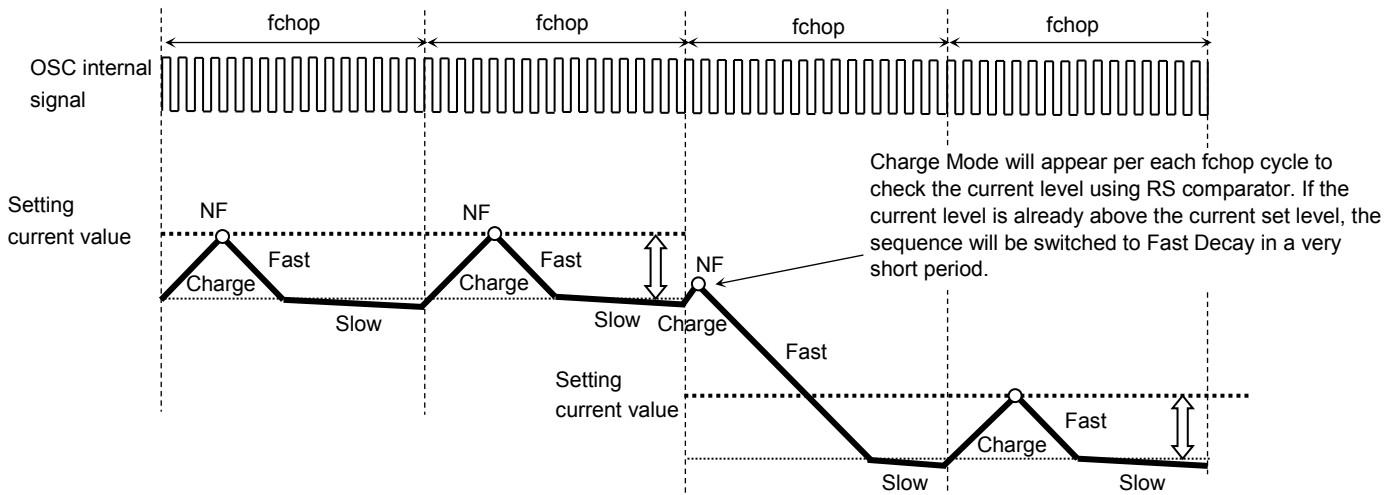 fchop
fchop
fchop
fchop
OSC internal
signal
Charge Mode will appear per each fchop cycle to
check the current level using RS comparator. If the
current level is already above the current set level, the
sequence will be switched to Fast Decay in a very
short period.
Setting
current value
NF
NF
NF
Fast
Fast
Charge
Charge
Slow
Slow
Charge
Fast
Setting
current value
Fast
Charge
Slow
Slow